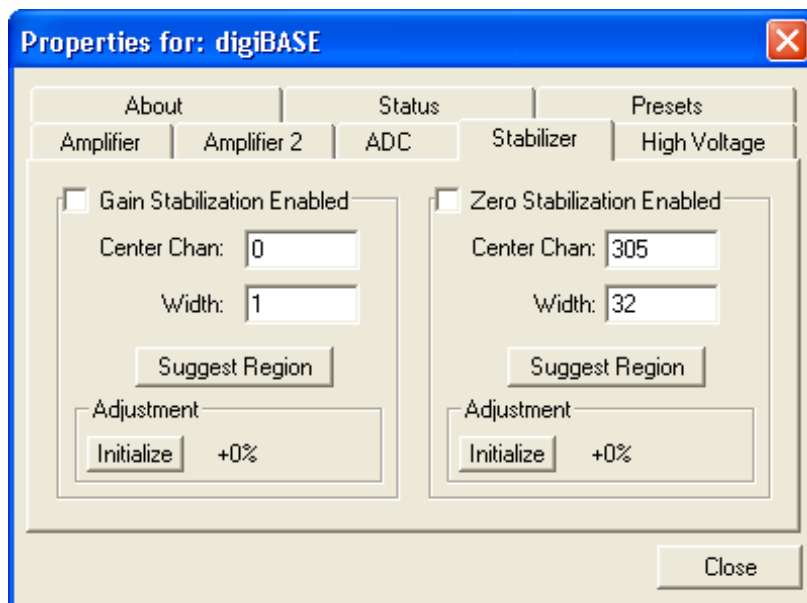 Properties for: digiBASE
About Status Presets
Amplifier Amplifier 2 ADC Stabilizer High Voltage
Gain Stabilization Enabled
Center Chan: 0
Width: 1
Suggest Region
Adjustment
Initialize +0%
Zero Stabilization Enabled
Center Chan: 305
Width: 32
Suggest Region
Adjustment
Initialize +0%
Close